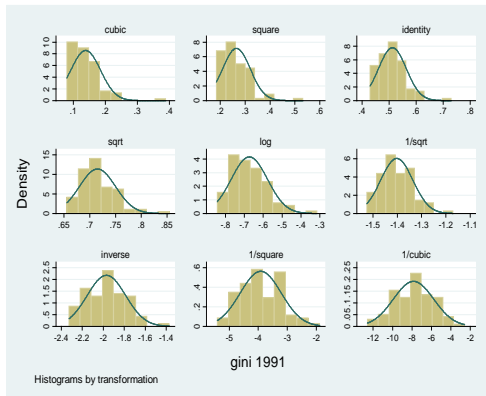 cubic
square
identity
0 2 4 6 8 10
0 2 4 6 8
0 2 4 6 8
.1 .2 .3 .4
.2 .3 .4 .5 .6
.4 .5 .6 .7 .8
sqrt
log
1/sqrt
0 5 10 15
0 1 2 3 4
0 2 4 6
.65 .7 .75 .8 .85
-.8 -.7 -.6 -.5 -.4 -.3
-1.5 -1.4 -1.3 -1.2 -1.1
Density
inverse
1/square
1/cubic
0 .5 1 1.5 2 2.5
0 .2 .4 .6
0 .05 .1 .15 .2 .25
-2.4 -2.2 -2 -1.8 -1.6 -1.4
-5 -4 -3 -2
-12 -10 -8 -6 -4 -2
gini 1991
Histograms by transformation